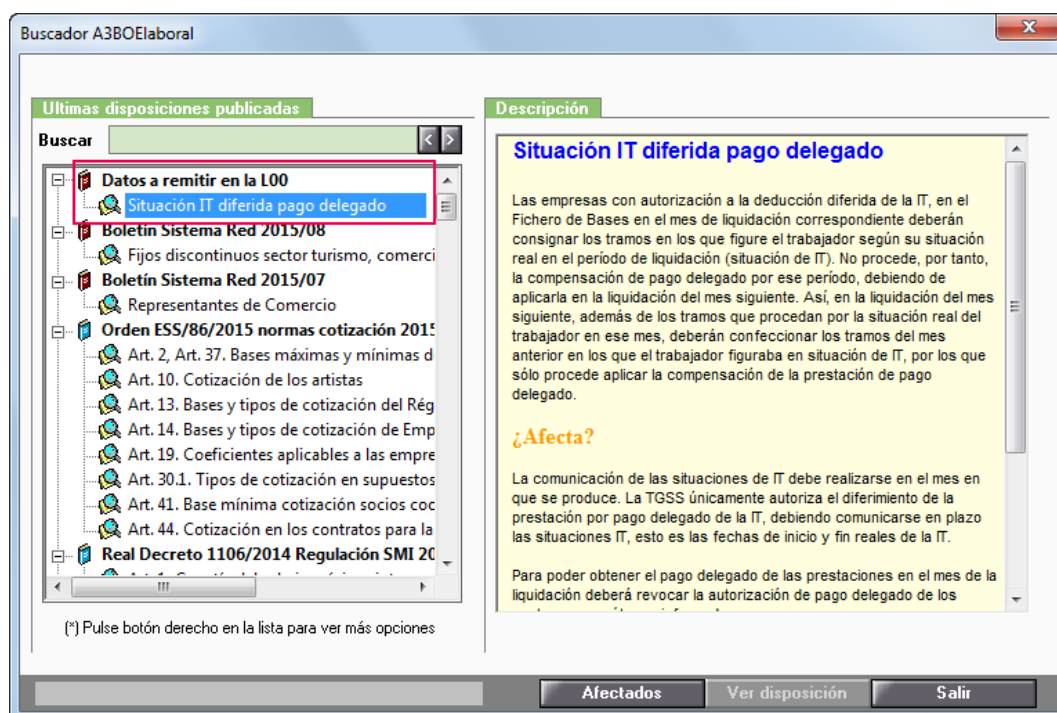 Buscador A3BOElaboral
x
Ultimas disposiciones publicadas
Buscar
< >
Datos a remitir en la L00
Situación IT diferida pago delegado
Boletín Sistema Red 2015/08
Fijos discontinuos sector turismo, comerci
Boletín Sistema Red 2015/07
Representantes de Comercio
Orden ESS/86/2015 normas cotización 2015
Art. 2, Art. 37. Bases máximas y mínimas d
Art. 10. Cotización de los artistas
Art. 13. Bases y tipos de cotización del Rég
Art. 14. Bases y tipos de cotización de Emp
Art. 19. Coeficientes aplicables a las empre
Art. 30.1. Tipos de cotización en supuestos
Art. 41. Base mínima cotización socios coo
Art. 44. Cotización en los contratos para la
Real Decreto 1106/2014 Regulación SMI 20
(*) Pulse botón derecho en la lista para ver más opciones
Descripción
Situación IT diferida pago delegado
Las empresas con autorización a la deducción diferida de la IT, en el
Fichero de Bases en el mes de liquidación correspondiente deberán
consignar los tramos en los que figure el trabajador según su situación
real en el período de liquidación (situación de IT). No procede, por tanto,
la compensación de pago delegado por ese período, debiendo de
aplicarla en la liquidación del mes siguiente. Así, en la liquidación del mes
siguiente, además de los tramos que procedan por la situación real del
trabajador en ese mes, deberán confeccionar los tramos del mes
anterior en los que el trabajador figuraba en situación de IT, por los que
sólo procede aplicar la compensación de la prestación de pago
delegado.
¿Afecta?
La comunicación de las situaciones de IT debe realizarse en el mes en
que se produce. La TGSS únicamente autoriza el diferimiento de la
prestación por pago delegado de la IT, debiendo comunicarse en plazo
las situaciones IT, esto es las fechas de inicio y fin reales de la IT.
Para poder obtener el pago delegado de las prestaciones en el mes de la
liquidación deberá revocar la autorización de pago delegado de los
Afectados
Ver disposición
Salir